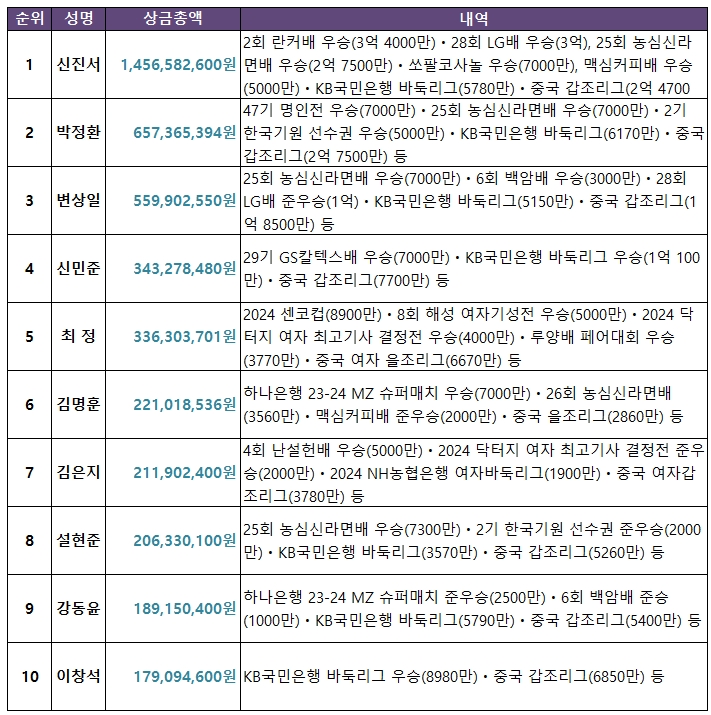 순위 성명 상금총액 내역
1 신진서 1,456,582,600원
2회 란커배 우승(3억 4000만)・28회 LG배 우승(3억), 25회 농심신라
면배 우승(2억 7500만)・쏘팔코사놀 우승(7000만), 맥심커피배 우승
(5000만)・KB국민은행 바둑리그(5780만)・중국 갑조리그(2억 4700
2 박정환 657,365,394원
47기 명인전 우승(7000만)・25회 농심신라면배 우승(7000만)・2기
한국기원 선수권 우승(5000만)・KB국민은행 바둑리그(6170만)・중국
갑조리그(2억 7500만) 등
3 변상일 559,902,550원
25회 농심신라면배 우승(7000만)・6회 백암배 우승(3000만)・28회
LG배 준우승(1억)・KB국민은행 바둑리그(5150만)・중국 갑조리그(1
억 8500만) 등
4 신민준 343,278,480원
29기 GS칼텍스배 우승(7000만)・KB국민은행 바둑리그 우승(1억 100
만)・중국 갑조리그(7700만) 등
5 최 정 336,303,701원
2024 센코컵(8900만)・8회 해성 여자기성전 우승(5000만)・2024 닥
터지 여자 최고기사 결정전 우승(4000만)・루양배 페어대회 우승
(3770만)・중국 여자 을조리그(6670만) 등
6 김명훈 221,018,536원
하나은행 23-24 MZ 슈퍼매치 우승(7000만)・26회 농심신라면배
(3560만)・맥심커피배 준우승(2000만)・중국 을조리그(2860만) 등
7 김은지 211,902,400원
4회 난설헌배 우승(5000만)・2024 닥터지 여자 최고기사 결정전 준우
승(2000만)・2024 NH농협은행 여자바둑리그(1900만)・중국 여자갑
조리그(3780만) 등
8 설현준 206,330,100원
25회 농심신라면배 우승(7300만)・2기 한국기원 선수권 준우승(2000
만)・KB국민은행 바둑리그(3570만)・중국 갑조리그(5260만) 등
9 강동윤 189,150,400원
하나은행 23-24 MZ 슈퍼매치 준우승(2500만)・6회 백암배 준승
(1000만)・KB국민은행 바둑리그(5790만)・중국 갑조리그(5400만) 등
10 이창석 179,094,600원
KB국민은행 바둑리그 우승(8980만)・중국 갑조리그(6850만) 등